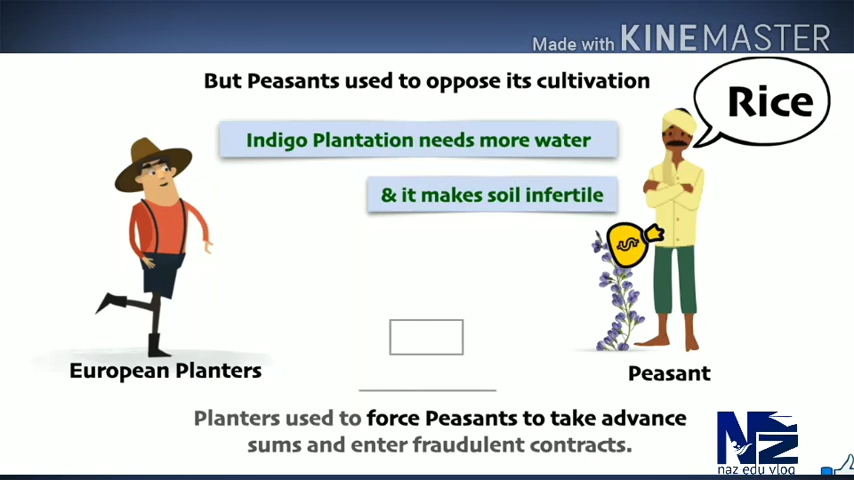 Made with KINEMASTER
But Peasants used to oppose its cultivation
Rice
Indigo Plantation needs more water
& it makes soil infertile
$
European Planters
Peasant
Planters used to force Peasants to take advance
sums and enter fraudulent contracts.
NZ
naz edu vlog